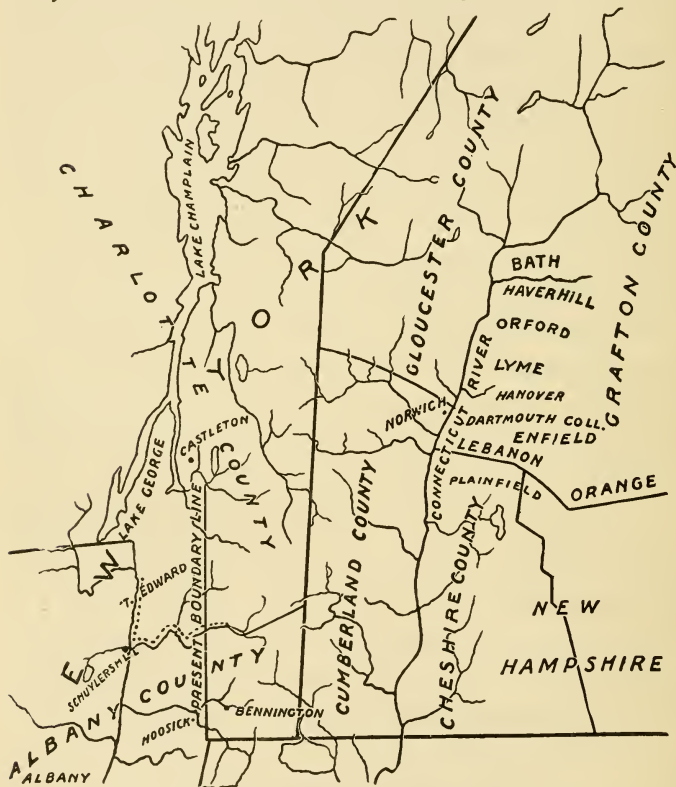 CHARLOTTE COUNTY
LAKE CHAMPLAIN
NEW YORK
GLOUCESTER COUNTY
GRAFTON COUNTY
BATH
HAVERHILL
ORFORD
LYME
HANOVER
DARTMOUTH COLL.
ENFIELD
LEBANON
NORWICH
CONNECTICUT RIVER
PLAINFIELD
ORANGE
CASTLETON
LAKE GEORGE
PRESENT BOUNDARY LINE
FT. EDWARD
CUMBERLAND COUNTY
CHESHIRE COUNTY
NEW
HAMPSHIRE
ALBANY COUNTY
BENNINGTON
HOOSICK
ALBANY